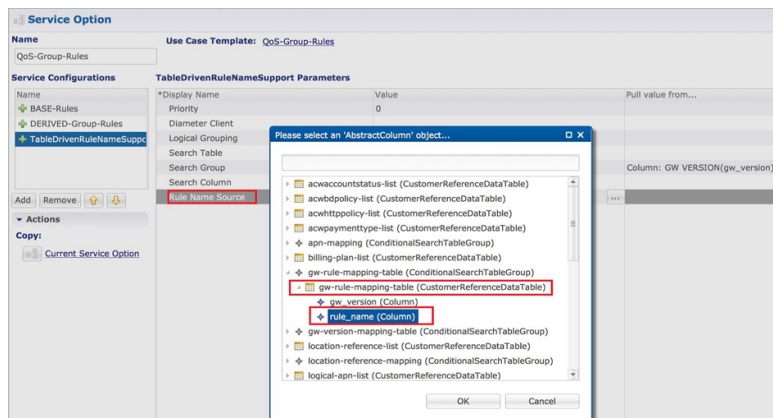 Service Option
Name
Use Case Template: QoS-Group-Rules
QoS-Group-Rules
Service Configurations
TableDrivenRuleNameSupport Parameters
Name
*Display Name Value Pull value from...
BASE-Rules
Priority 0
DERIVED-Group-Rules
Diameter Client
TableDrivenRuleNameSuppc
Logical Grouping
Search Table
Search Group Column: GW VERSION(gw_version)
Search Column
Rule Name Source ...
Add Remove
Actions
Copy:
Current Service Option
Please select an 'AbstractColumn' object...
acwaccountstatus-list (CustomerReferenceDataTable)
acwbdpolicy-list (CustomerReferenceDataTable)
acwhttppolicy-list (CustomerReferenceDataTable)
acwpaymenttype-list (CustomerReferenceDataTable)
apn-mapping (ConditionalSearchTableGroup)
billing-plan-list (CustomerReferenceDataTable)
gw-rule-mapping-table (ConditionalSearchTableGroup)
gw-rule-mapping-table (CustomerReferenceDataTable)
gw_version (Column)
rule_name (Column)
gw-version-mapping-table (ConditionalSearchTableGroup)
location-reference-list (CustomerReferenceDataTable)
location-reference-mapping (ConditionalSearchTableGroup)
logical-apn-list (CustomerReferenceDataTable)
OK Cancel